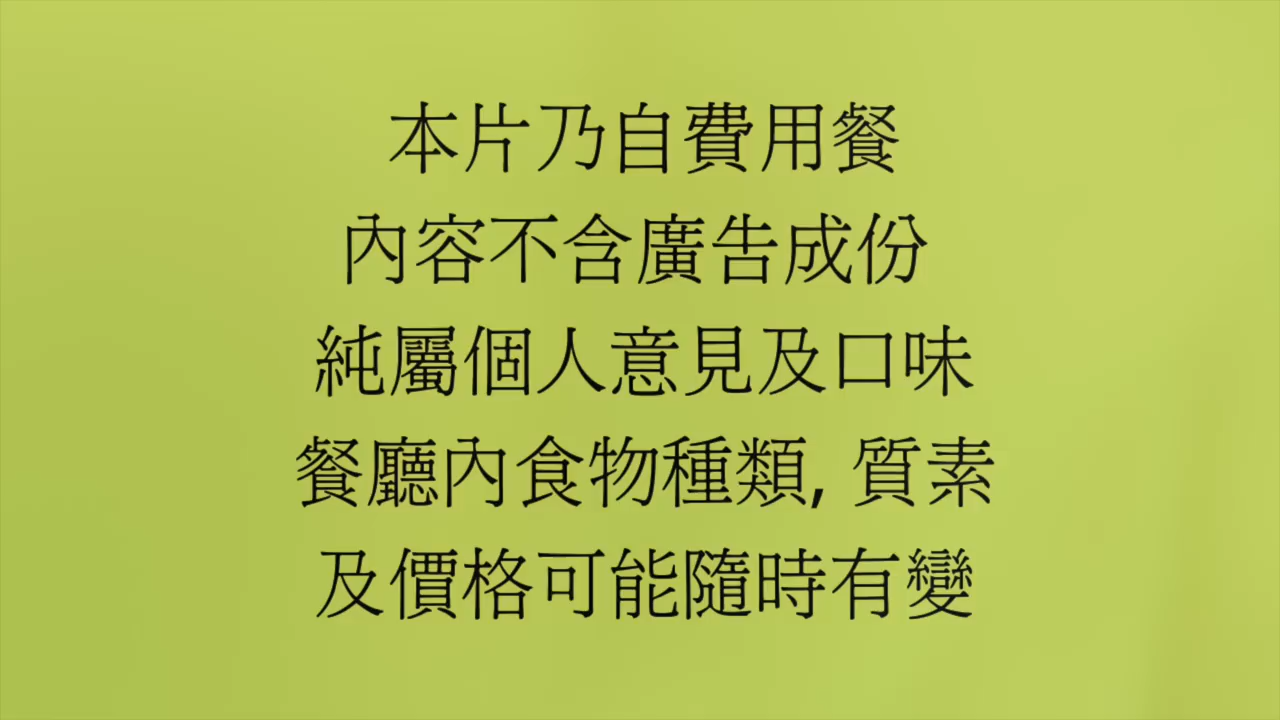 本片乃自費用餐
內容不含廣告成份
純屬個人意見及口味
餐廳內食物種類, 質素
及價格可能隨時有變